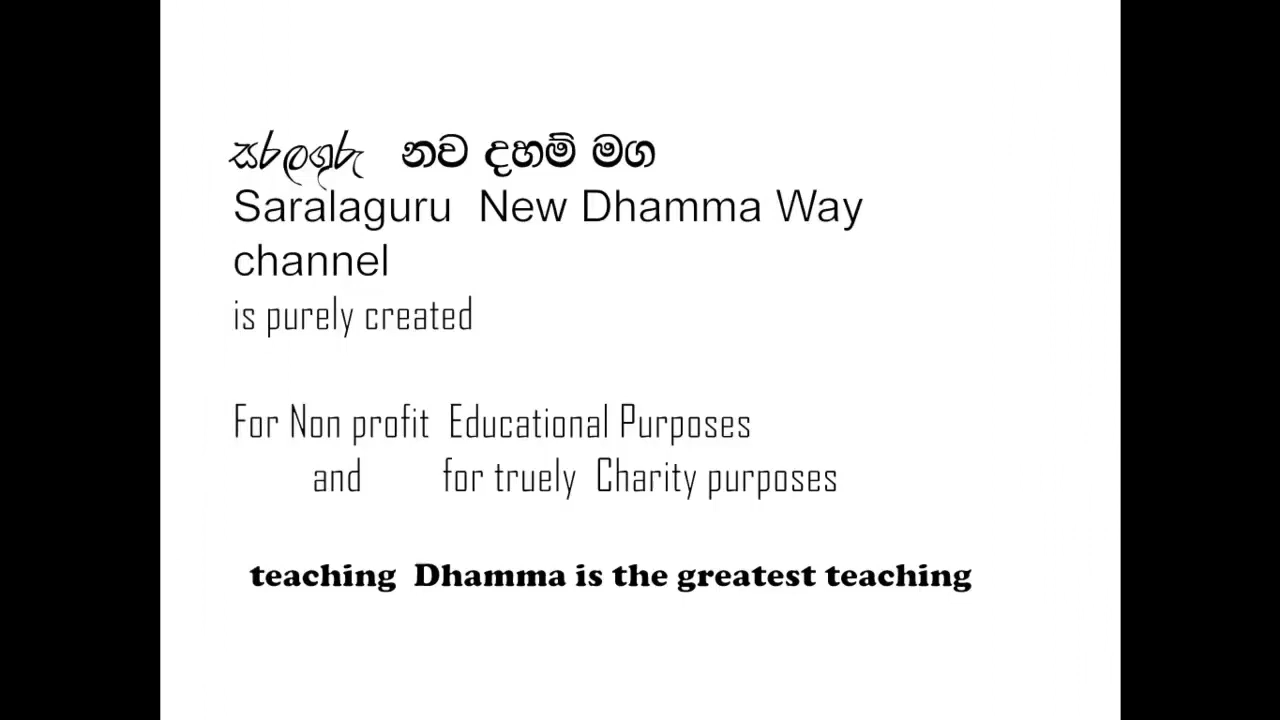 සරලගුරු නව දහම් මග
Saralaguru New Dhamma Way
channel
is purely created
For Non profit Educational Purposes
and for truely Charity purposes
teaching Dhamma is the greatest teaching